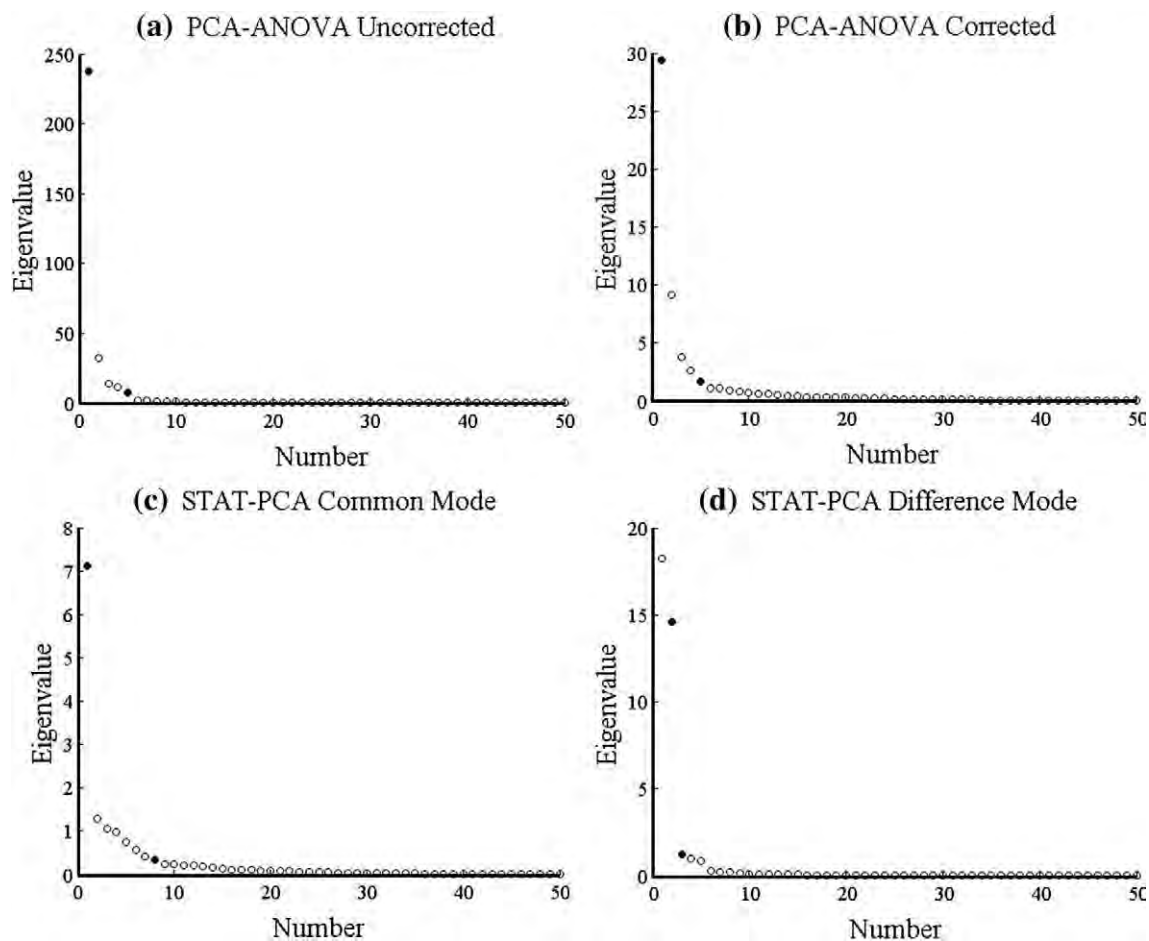 (a) PCA-ANOVA Uncorrected
250
200
150
100
50
0
Eigenvalue
0 10 20 30 40 50
Number
(b) PCA-ANOVA Corrected
30
25
20
15
10
5
0
Eigenvalue
0 10 20 30 40 50
Number
(c) STAT-PCA Common Mode
8
7
6
5
4
3
2
1
0
Eigenvalue
0 10 20 30 40 50
Number
(d) STAT-PCA Difference Mode
20
15
10
5
0
Eigenvalue
0 10 20 30 40 50
Number